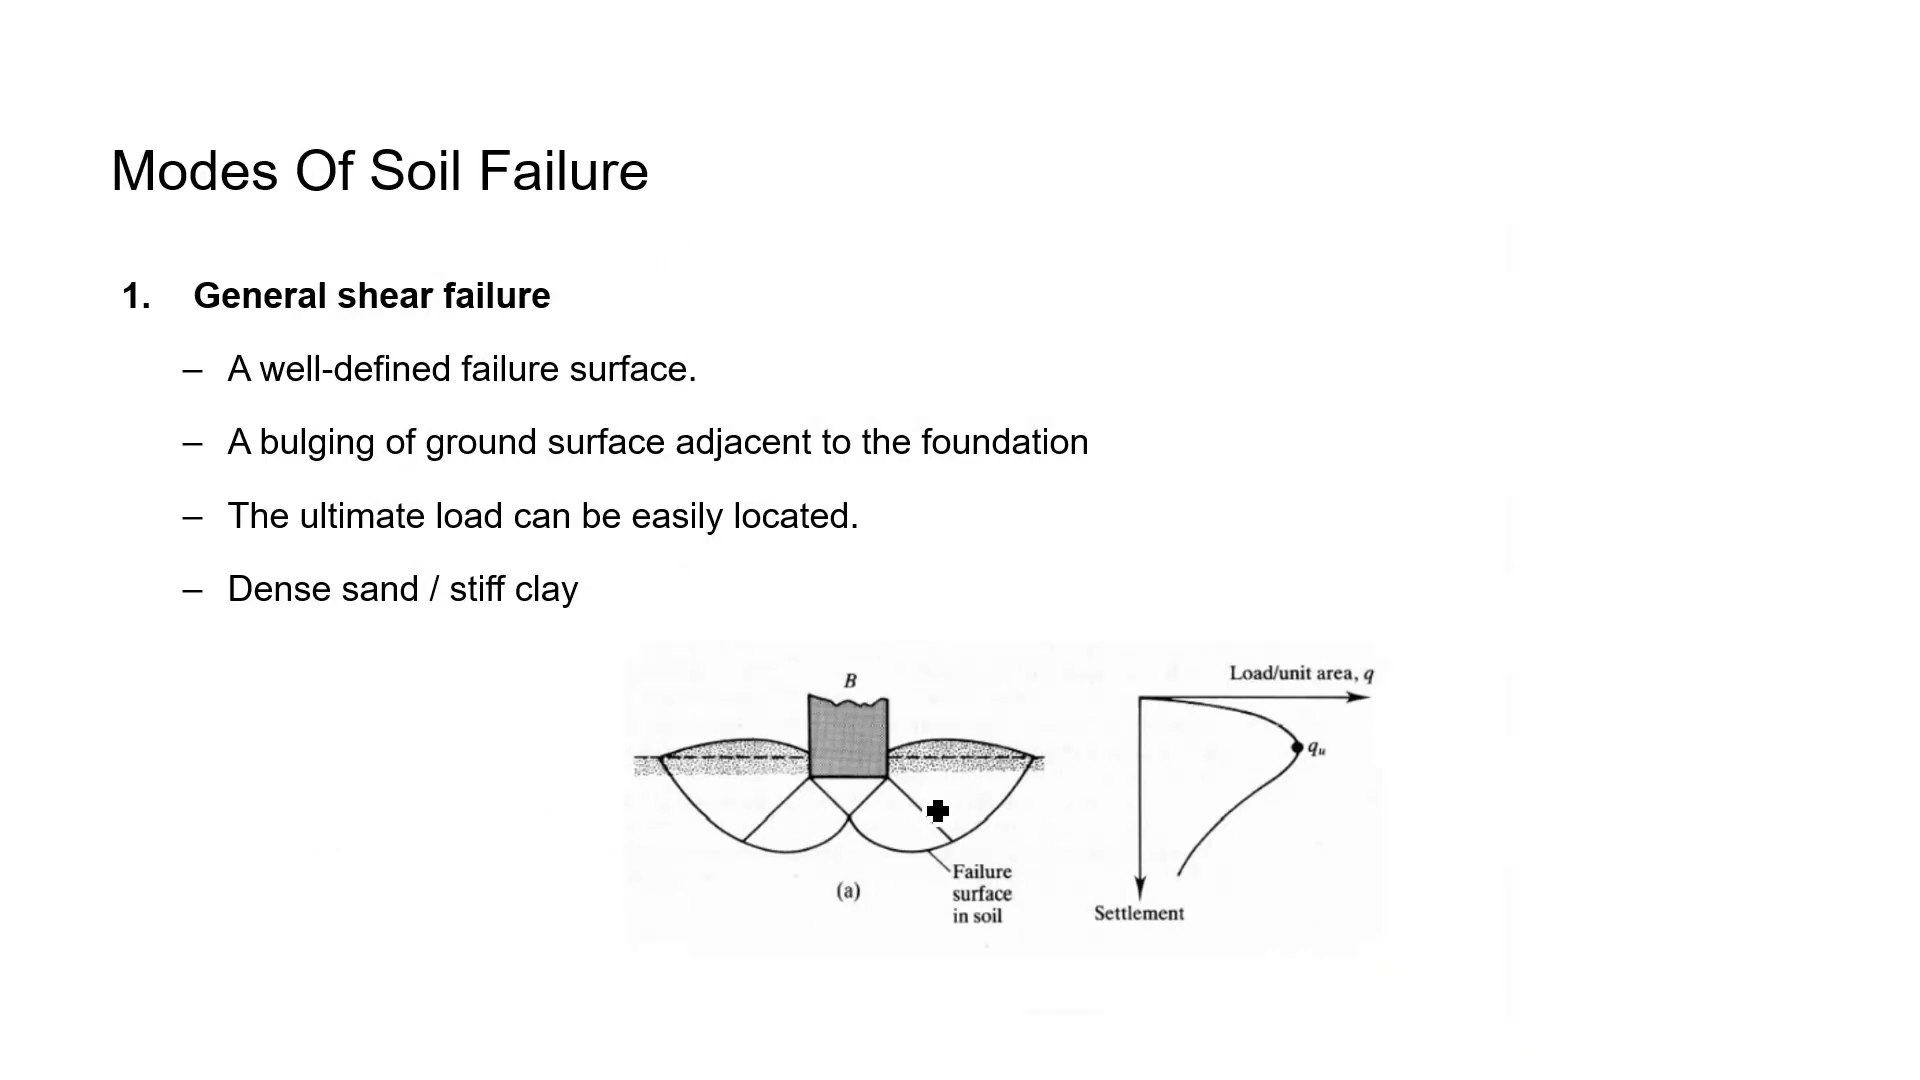 Modes Of Soil Failure
1. General shear failure
– A well-defined failure surface.
– A bulging of ground surface adjacent to the foundation
– The ultimate load can be easily located.
– Dense sand / stiff clay
B
(a)
Failure
surface
in soil
Load/unit area, q
qu
Settlement